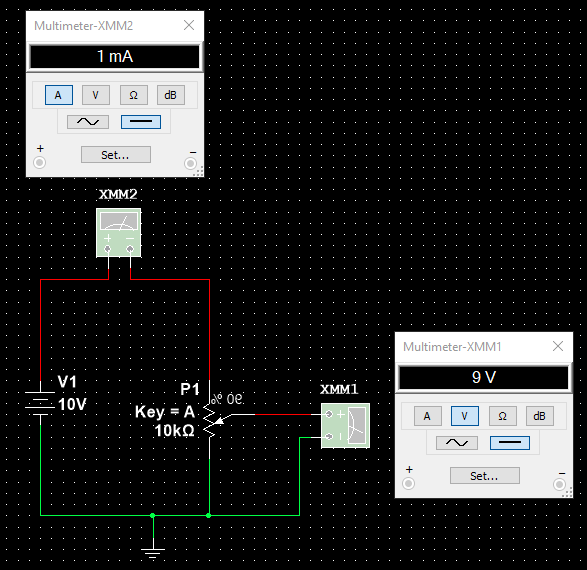 Multimeter-XMM2
1 mA
A V Ω dB
+ –
Set...
XMM2
+ –
V1
10V
P1
90 %
Key = A
10kΩ
XMM1
+
–
Multimeter-XMM1
9 V
A V Ω dB
+ –
Set...